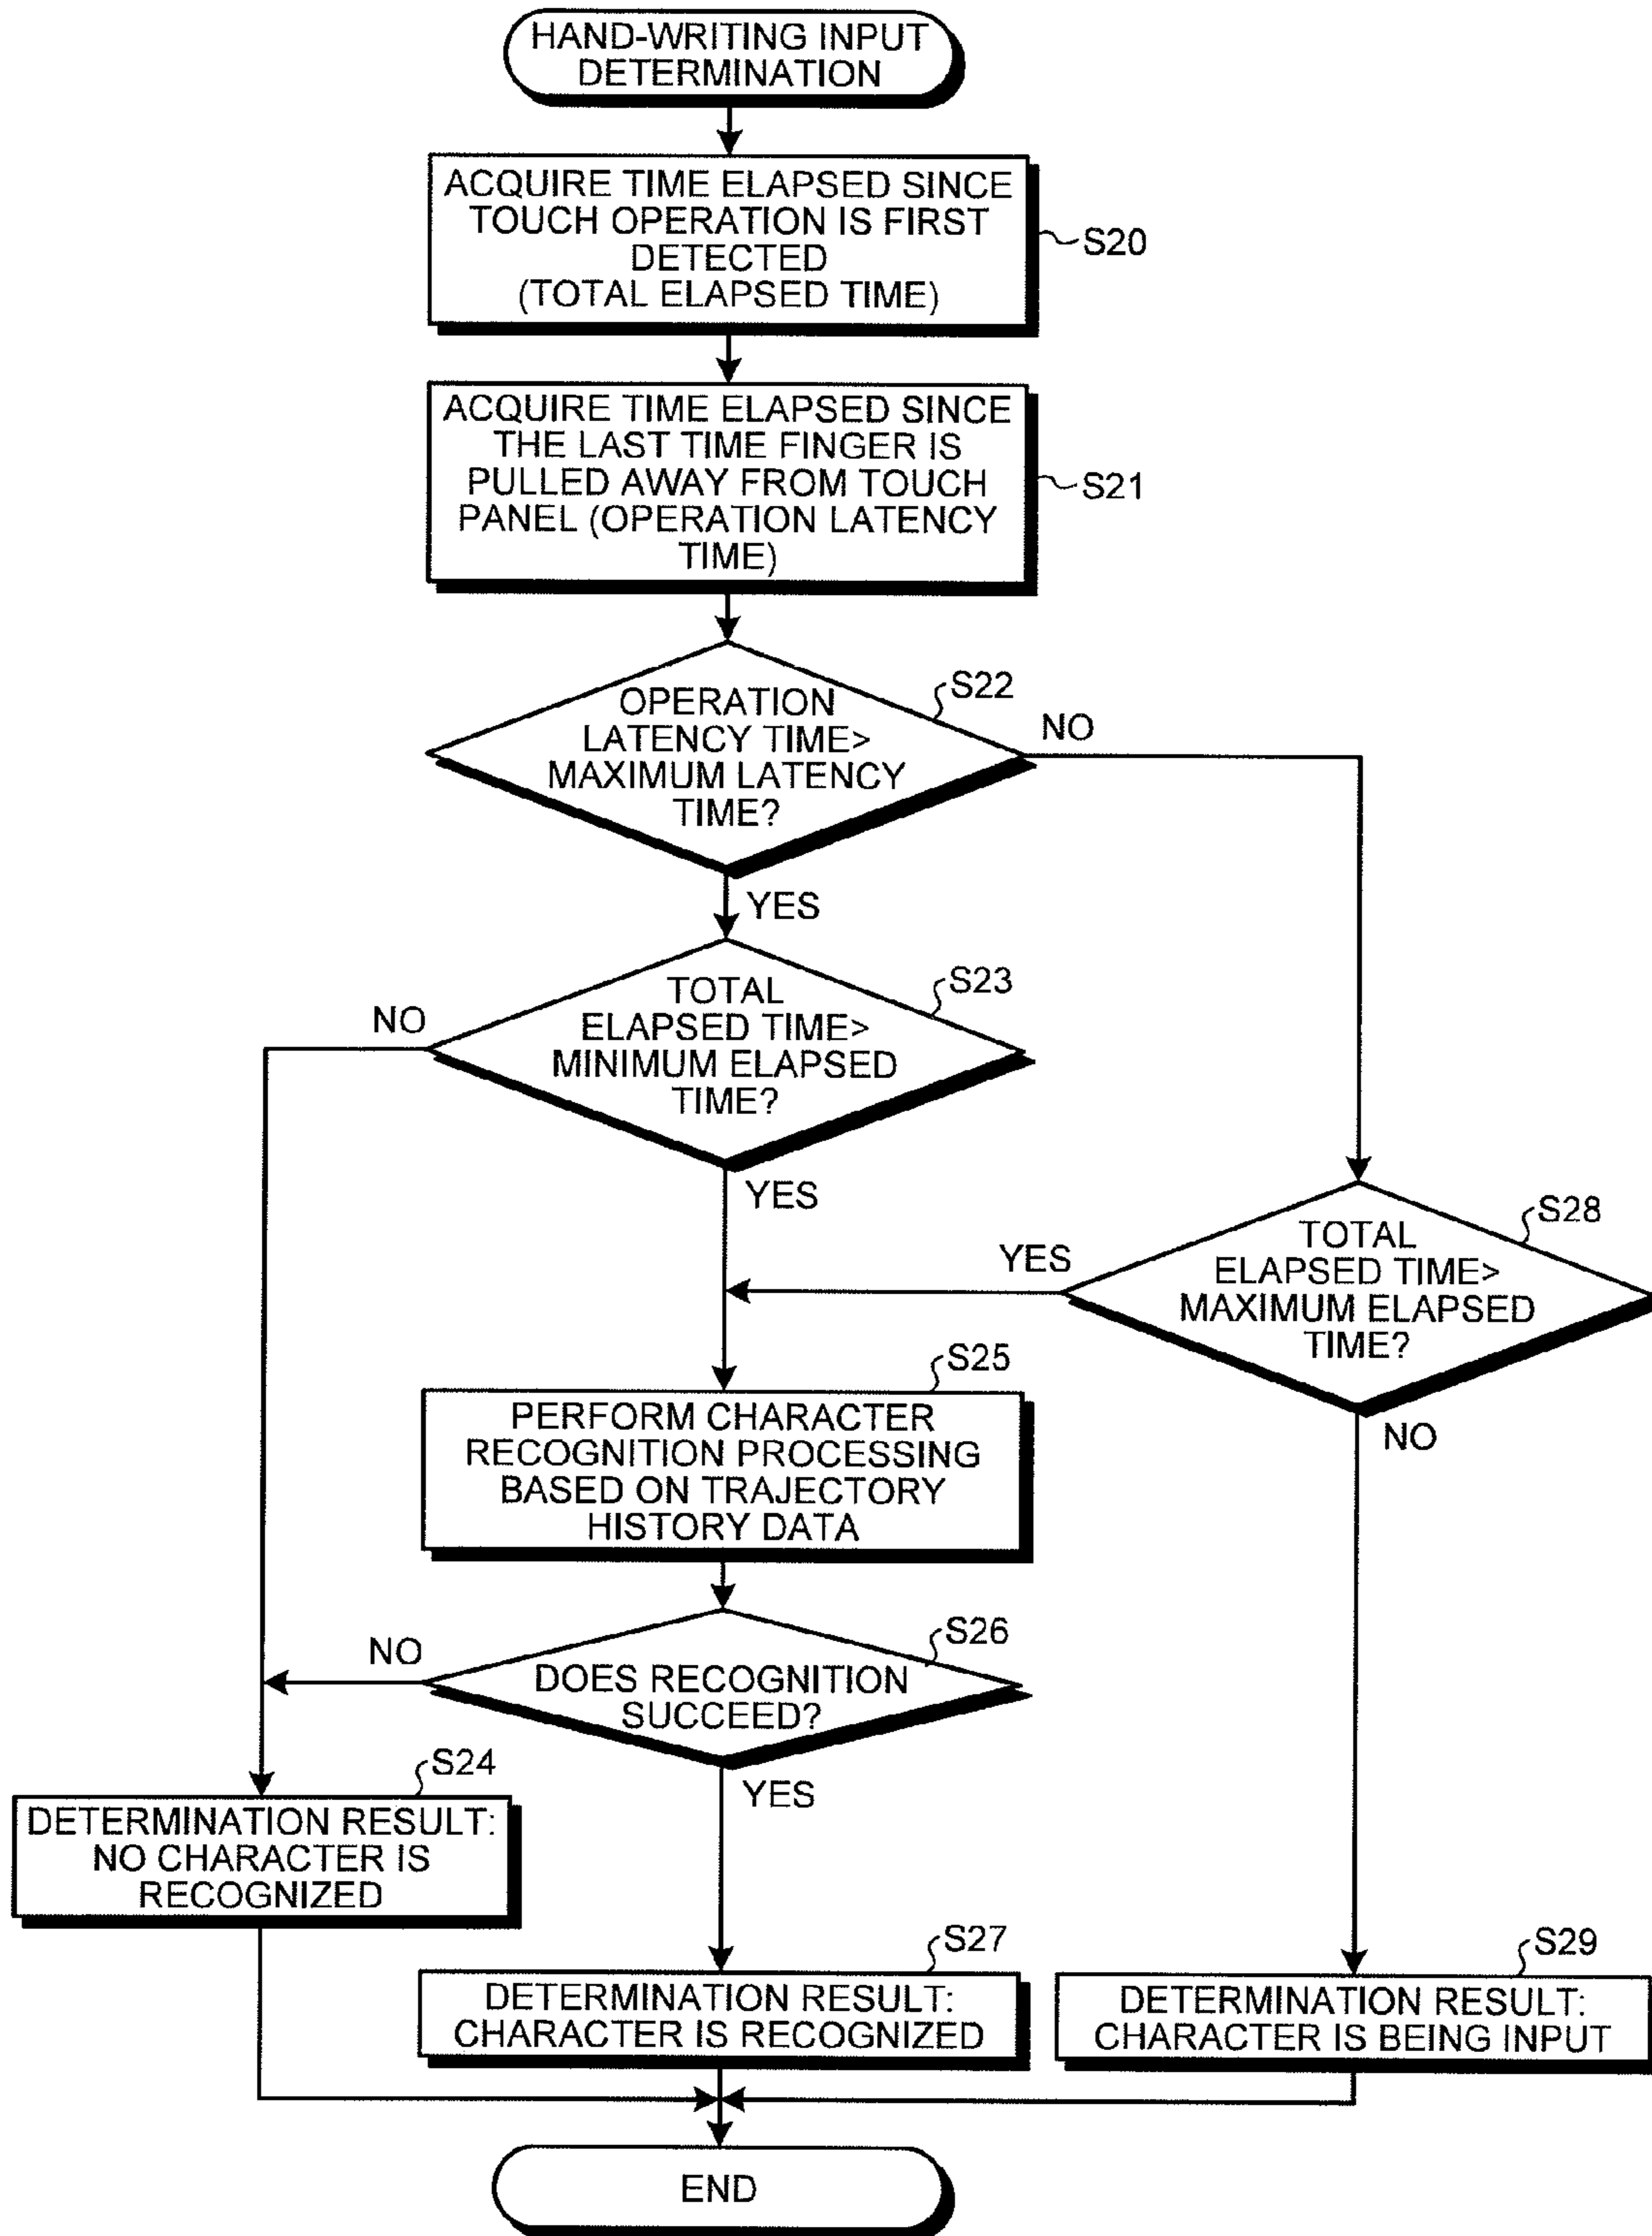 HAND-WRITING INPUT
DETERMINATION
ACQUIRE TIME ELAPSED SINCE
TOUCH OPERATION IS FIRST
DETECTED
(TOTAL ELAPSED TIME)
S20
ACQUIRE TIME ELAPSED SINCE
THE LAST TIME FINGER IS
PULLED AWAY FROM TOUCH
PANEL (OPERATION LATENCY
TIME)
S21
OPERATION
LATENCY TIME>
MAXIMUM LATENCY
TIME?
S22
NO
YES
TOTAL
ELAPSED TIME>
MINIMUM ELAPSED
TIME?
S23
NO
YES
TOTAL
ELAPSED TIME>
MAXIMUM ELAPSED
TIME?
S28
YES
NO
S25
PERFORM CHARACTER
RECOGNITION PROCESSING
BASED ON TRAJECTORY
HISTORY DATA
S26
DOES RECOGNITION
SUCCEED?
NO
YES
S24
DETERMINATION RESULT:
NO CHARACTER IS
RECOGNIZED
S27
DETERMINATION RESULT:
CHARACTER IS RECOGNIZED
S29
DETERMINATION RESULT:
CHARACTER IS BEING INPUT
END